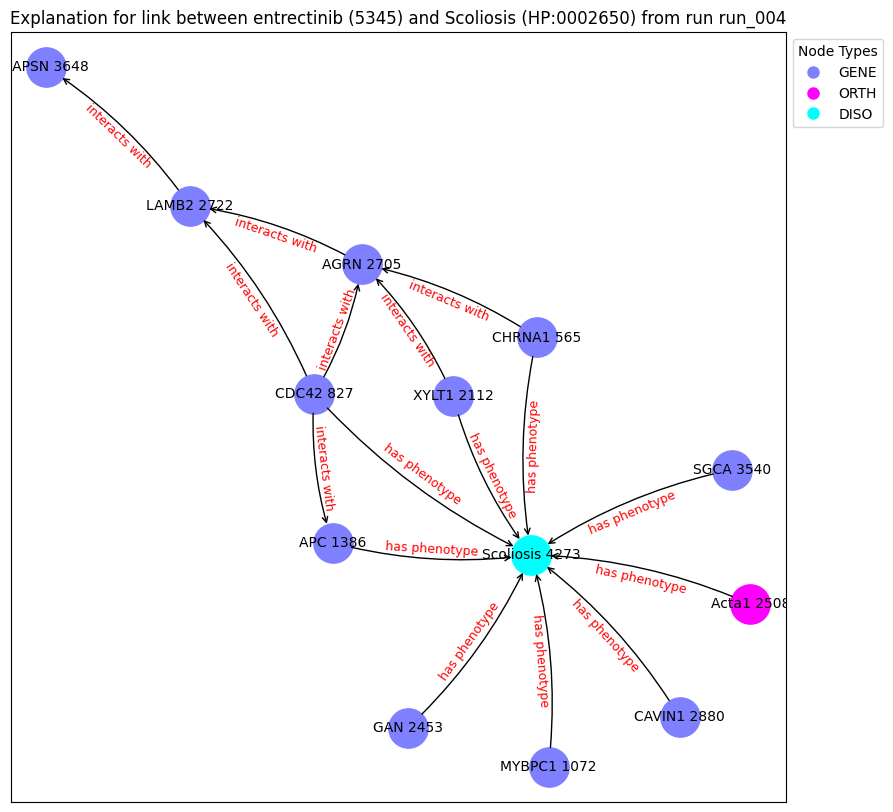 Explanation for link between entrectinib (5345) and Scoliosis (HP:0002650) from run run_004
Node Types
GENE
ORTH
DISO
APSN 3648
interacts with
LAMB2 2722
interacts with
AGRN 2705
interacts with
interacts with
interacts with
interacts with
CHRNA1 565
CDC42 827
XYLT1 2112
interacts with
has phenotype
has phenotype
has phenotype
SGCA 3540
has phenotype
APC 1386
has phenotype
Scoliosis 4273
has phenotype
Acta1 2508
has phenotype
has phenotype
has phenotype
GAN 2453
CAVIN1 2880
MYBPC1 1072